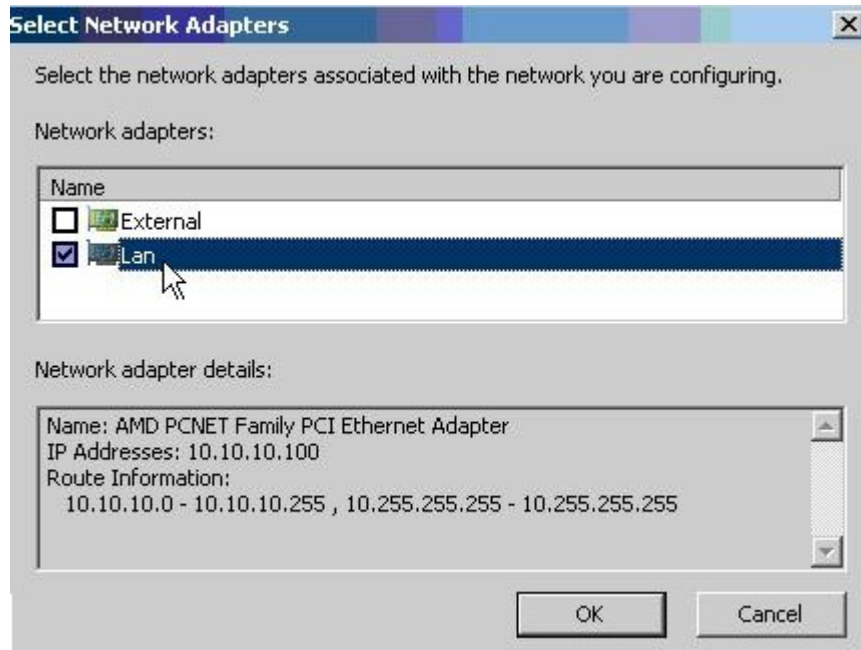 Select Network Adapters
Select the network adapters associated with the network you are configuring.
Network adapters:
Name
External
Lan
Network adapter details:
Name: AMD PCNET Family PCI Ethernet Adapter
IP Addresses: 10.10.10.100
Route Information:
10.10.10.0 - 10.10.10.255 , 10.255.255.255 - 10.255.255.255
OK Cancel